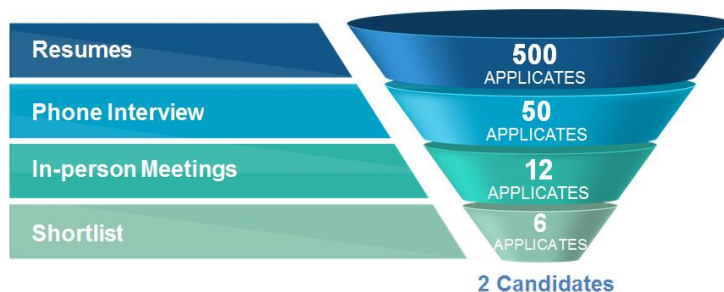 Resumes
500
APPLICATES
Phone Interview
50
APPLICATES
In-person Meetings
12
APPLICATES
Shortlist
6
APPLICATES
2 Candidates